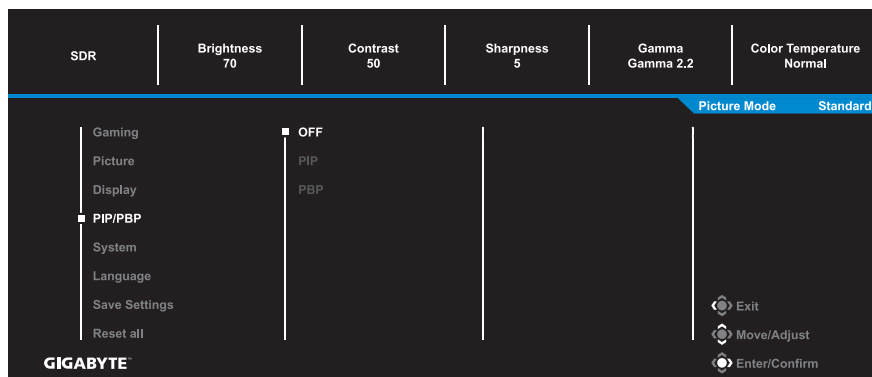 SDR
Brightness
70
Contrast
50
Sharpness
5
Gamma
Gamma 2.2
Color Temperature
Normal
Picture Mode Standard
Gaming
Picture
Display
PIP/PBP
System
Language
Save Settings
Reset all
OFF
PIP
PBP
Exit
Move/Adjust
Enter/Confirm
GIGABYTE™